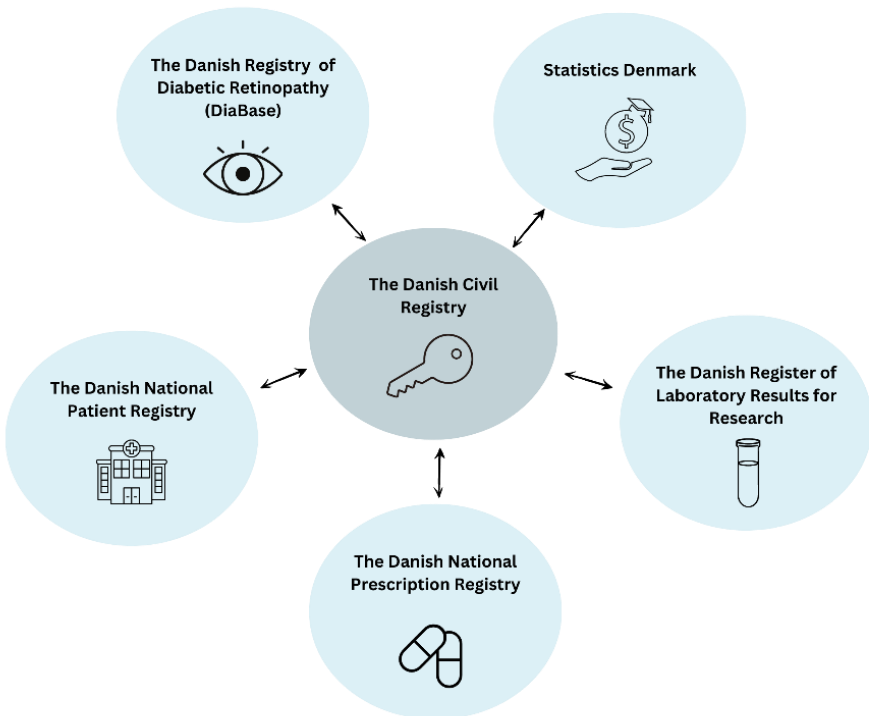 The Danish Registry of
Diabetic Retinopathy
(DiaBase)
Statistics Denmark
$
The Danish Civil
Registry
The Danish National
Patient Registry
The Danish Register of
Laboratory Results for
Research
The Danish National
Prescription Registry